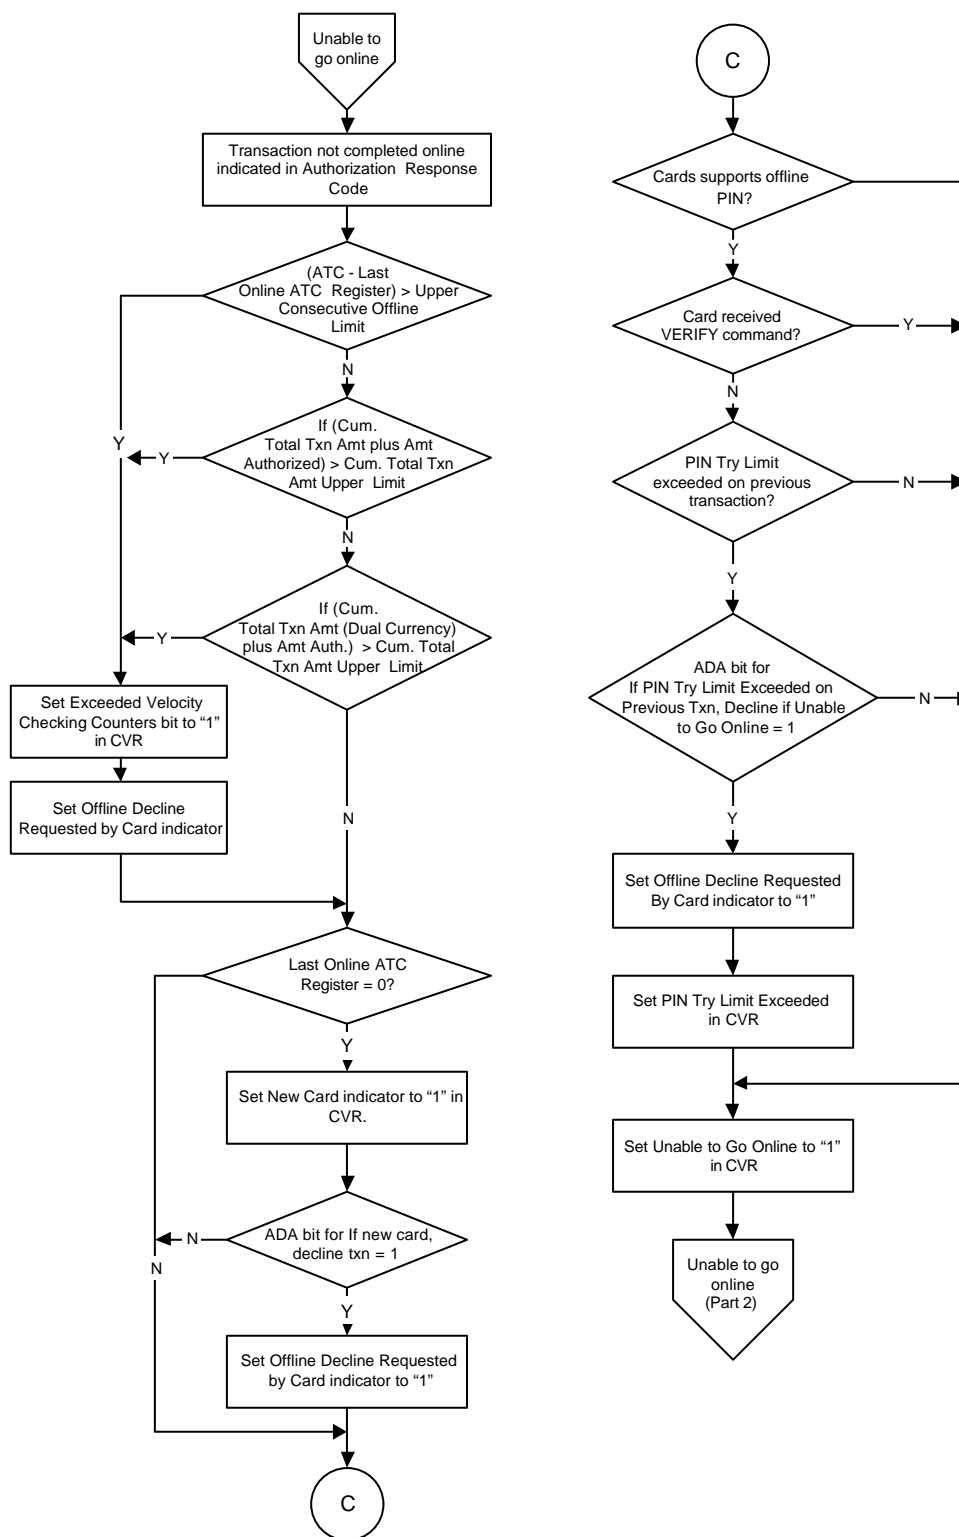 Unable to
go online
Transaction not completed online
indicated in Authorization Response
Code
(ATC - Last
Online ATC Register) > Upper
Consecutive Offline
Limit
N
Y
If (Cum.
Total Txn Amt plus Amt
Authorized) > Cum. Total Txn
Amt Upper Limit
Y
N
If (Cum.
Total Txn Amt (Dual Currency)
plus Amt Auth.) > Cum. Total
Txn Amt Upper Limit
Y
Set Exceeded Velocity
Checking Counters bit to “1”
in CVR
Set Offline Decline
Requested by Card indicator
N
Last Online ATC
Register = 0?
Y
Set New Card indicator to “1” in
CVR.
ADA bit for If new card,
decline txn = 1
N
N
Y
Set Offline Decline Requested
by Card indicator to “1”
C
C
Cards supports offline
PIN?
Y
Card received
VERIFY command?
Y
N
PIN Try Limit
exceeded on previous
transaction?
N
Y
ADA bit for
If PIN Try Limit Exceeded on
Previous Txn, Decline if Unable
to Go Online = 1
N
Y
Set Offline Decline Requested
By Card indicator to “1”
Set PIN Try Limit Exceeded
in CVR
Set Unable to Go Online to “1”
in CVR
Unable to go
online
(Part 2)